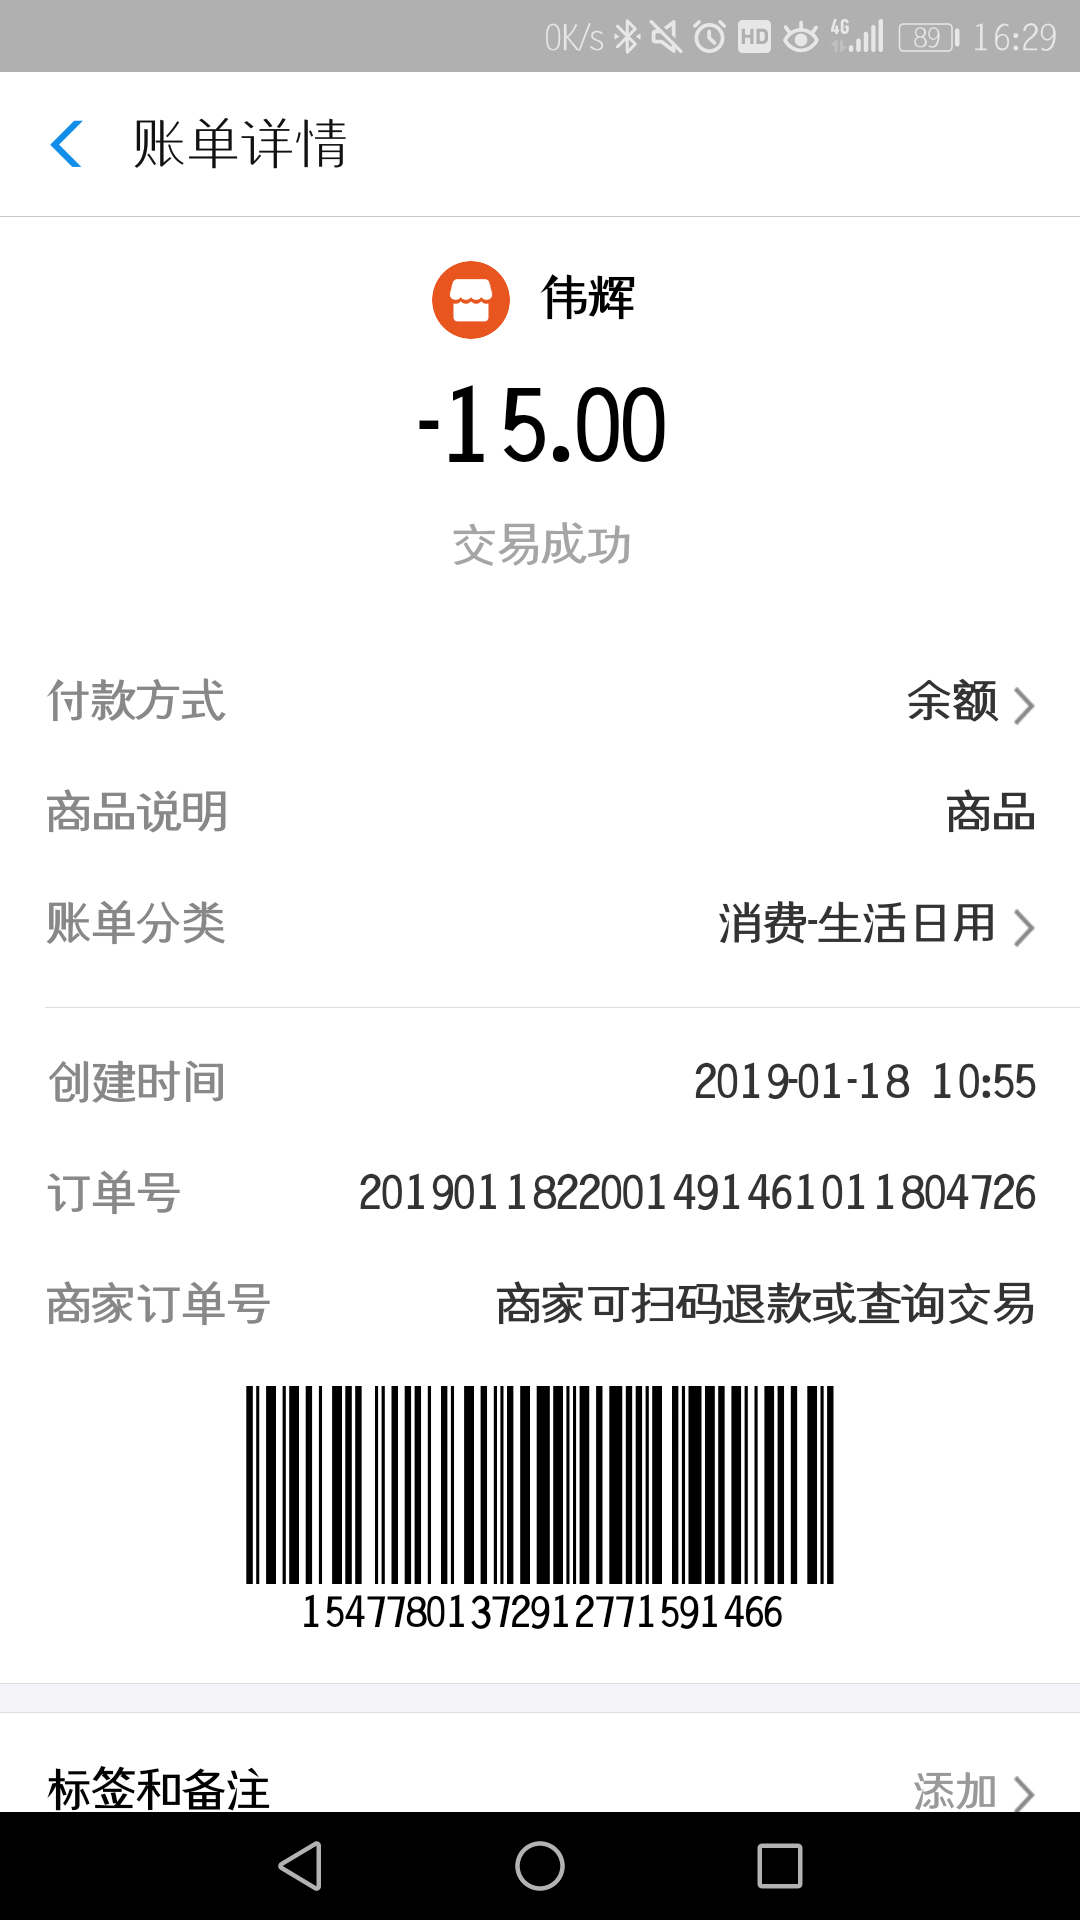 0K/s HD 4G 89 16:29
账单详情
伟辉
-15.00
交易成功
付款方式 余额
商品说明 商品
账单分类 消费-生活日用
创建时间 2019-01-18 10:55
订单号 2019011822001491461011804726
商家订单号 商家可扫码退款或查询交易
15477801372912771591466
标签和备注 添加